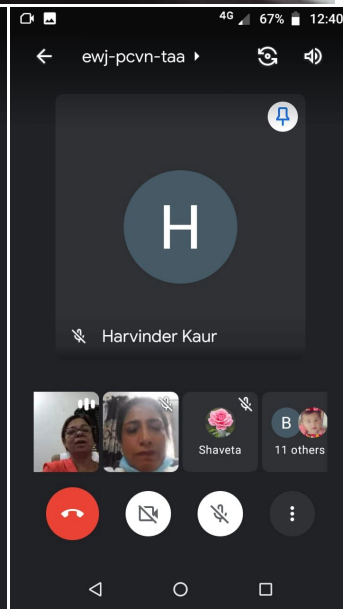 4G 67% 12:40
ewj-pcvn-taa
H
Harvinder Kaur
B
Shaveta 11 others